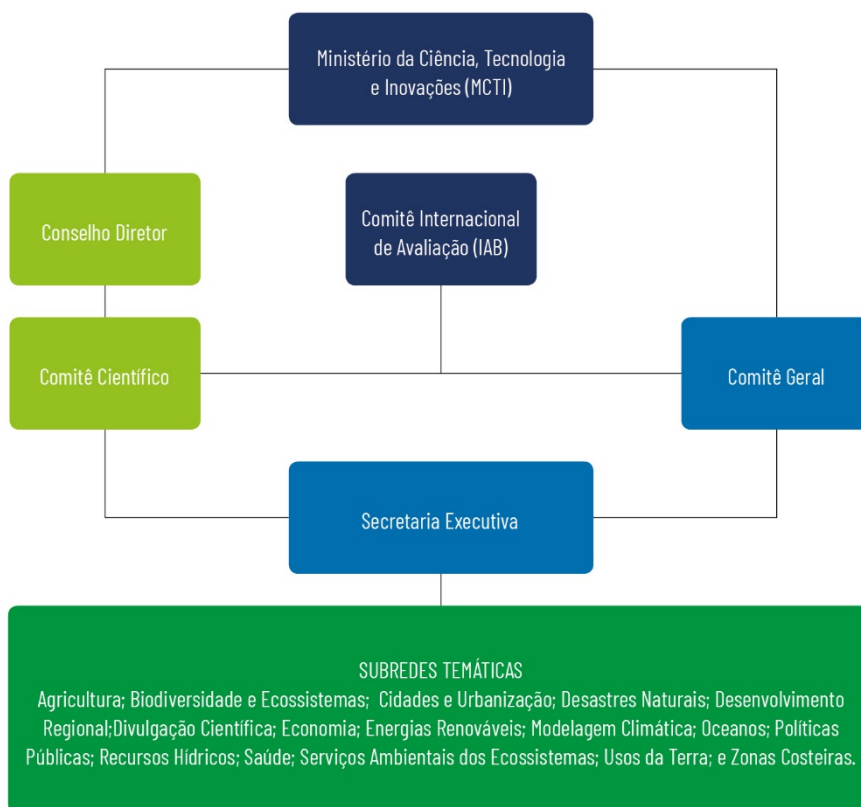 Ministério da Ciência, Tecnologia
e Inovações (MCTI)
Conselho Diretor
Comitê Internacional
de Avaliação (IAB)
Comitê Científico
Comitê Geral
Secretaria Executiva
SUBREDES TEMÁTICAS
Agricultura; Biodiversidade e Ecossistemas; Cidades e Urbanização; Desastres Naturais; Desenvolvimento
Regional;Divulgação Científica; Economia; Energias Renováveis; Modelagem Climática; Oceanos; Políticas
Públicas; Recursos Hídricos; Saúde; Serviços Ambientais dos Ecossistemas; Usos da Terra; e Zonas Costeiras.